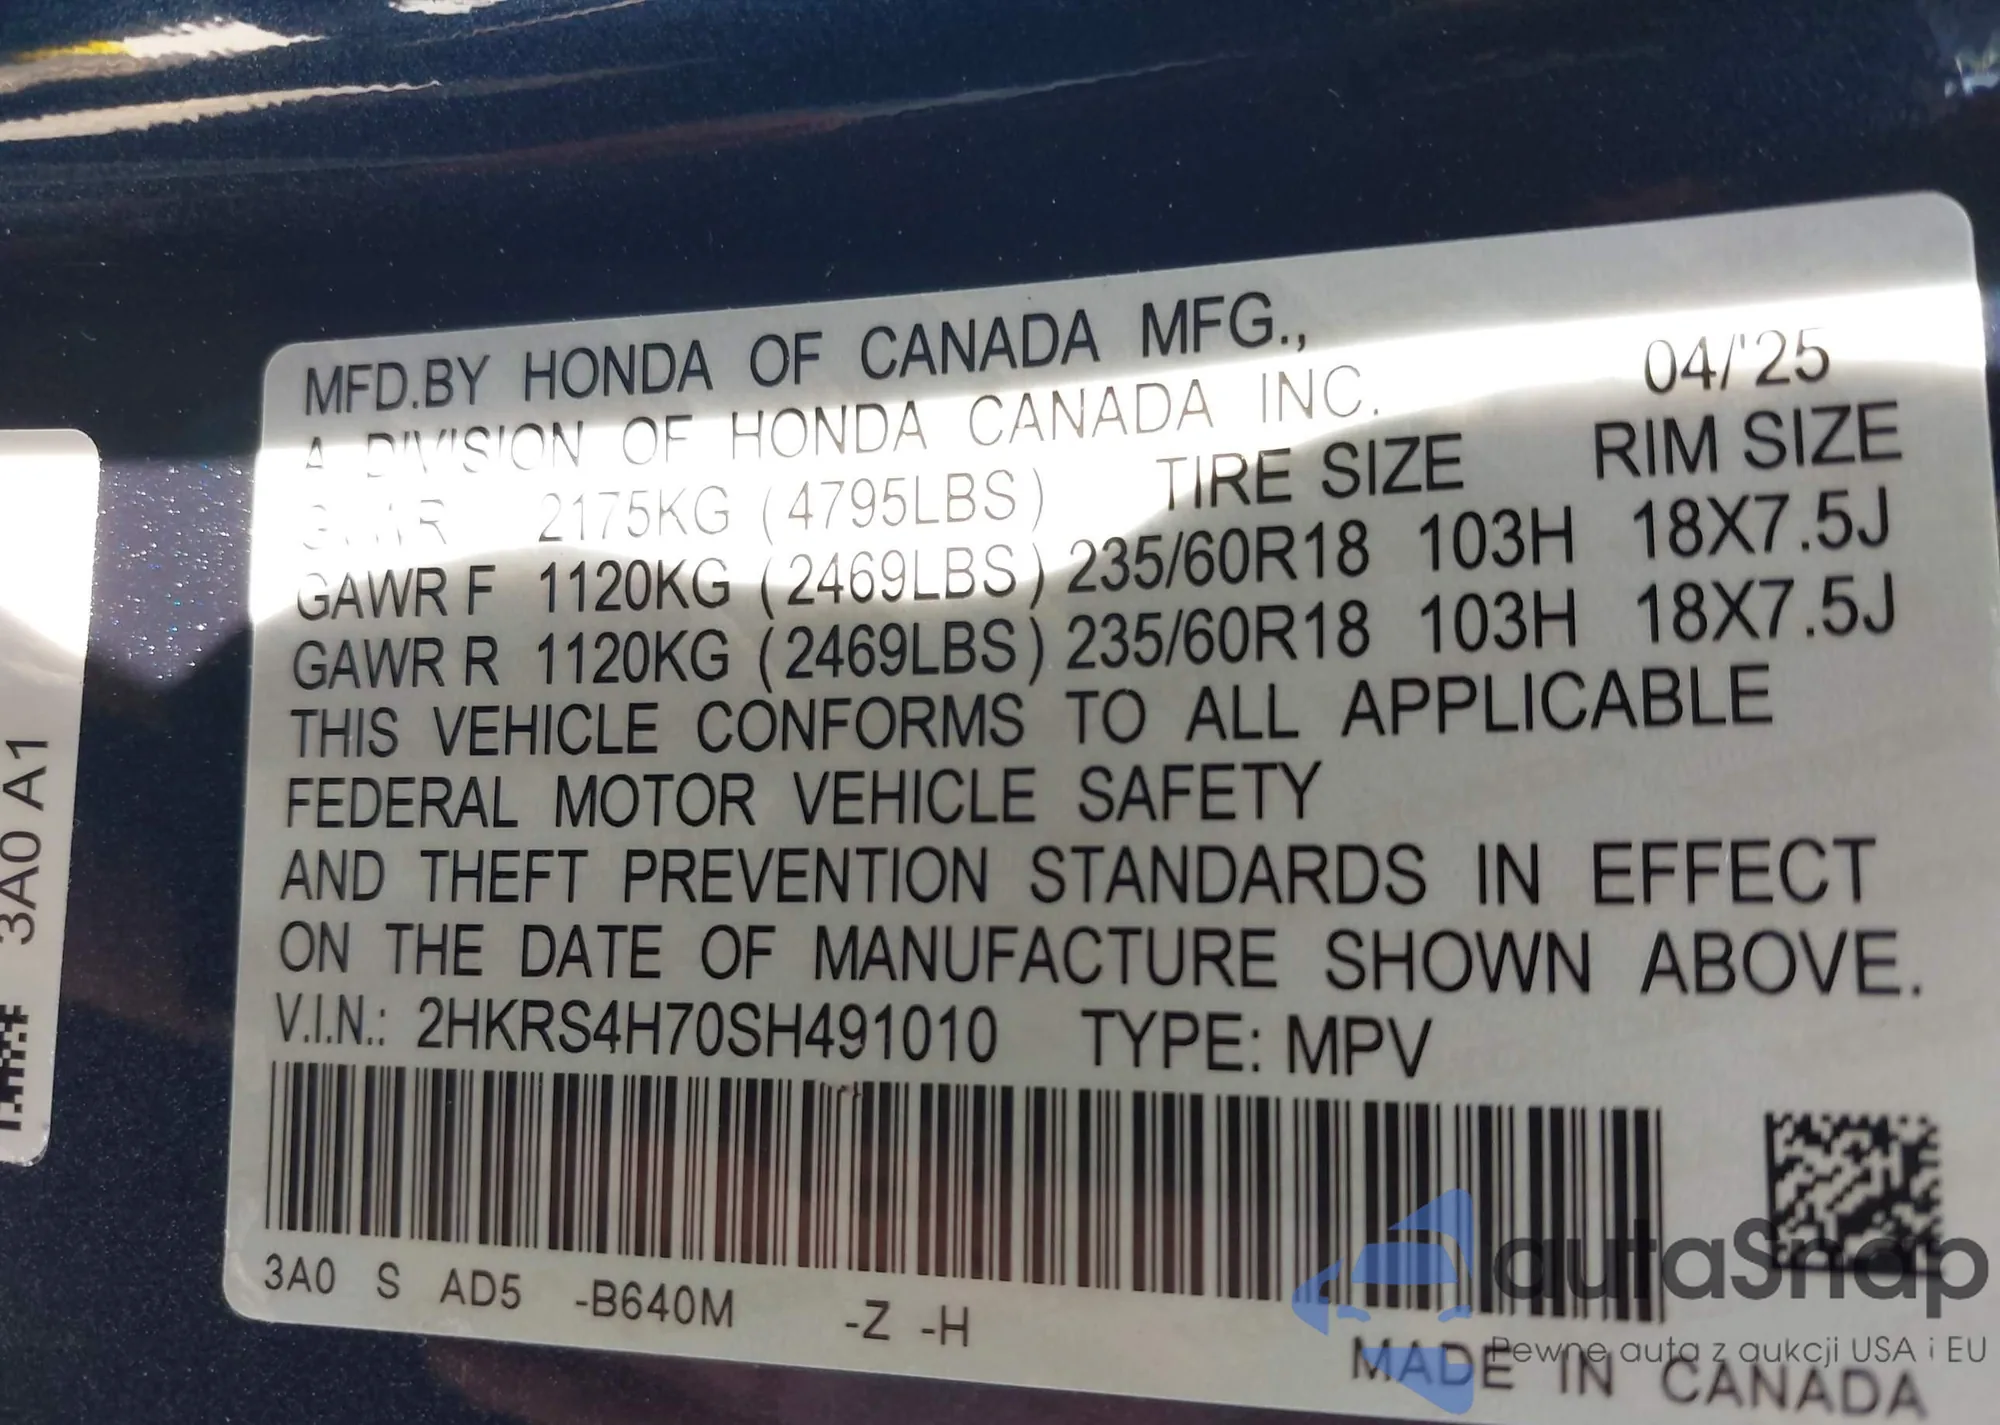 MFD.BY HONDA OF CANADA MFG.,
A DIVISION OF HONDA CANADA INC. 04/'25
GVWR 2175KG (4795LBS) TIRE SIZE RIM SIZE
GAWR F 1120KG (2469LBS) 235/60R18 103H 18X7.5J
GAWR R 1120KG (2469LBS) 235/60R18 103H 18X7.5J
THIS VEHICLE CONFORMS TO ALL APPLICABLE
FEDERAL MOTOR VEHICLE SAFETY
AND THEFT PREVENTION STANDARDS IN EFFECT
ON THE DATE OF MANUFACTURE SHOWN ABOVE.
V.I.N.: 2HKRS4H70SH491010 TYPE: MPV
3A0 S AD5 -B640M -Z -H
MADE IN CANADA
3A0 A1
autaSnap
Pewne auta z aukcji USA i EU